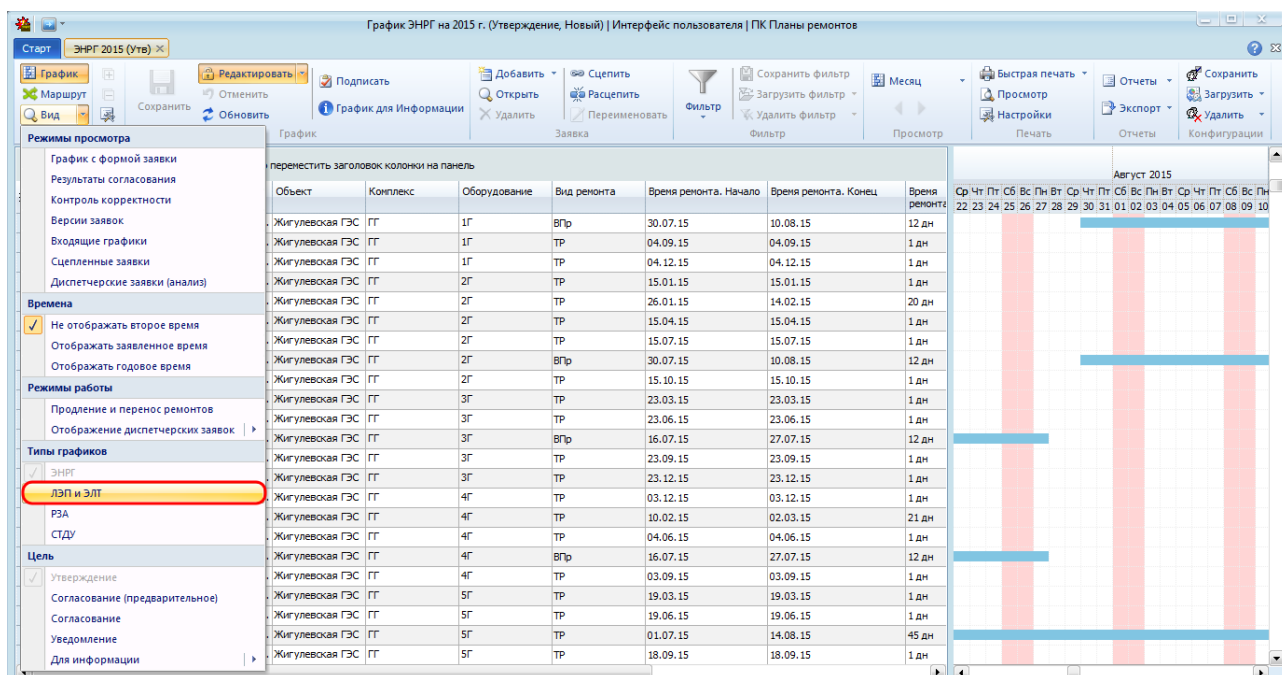 График ЭНРГ на 2015 г. (Утверждение, Новый) | Интерфейс пользователя | ПК Планы ремонтов
Старт ЭНРГ 2015 (Утв)
График Редактировать Подписать Добавить Сцепить Сохранить фильтр Месяц Быстрая печать Отчеты Сохранить
Маршрут Отменить Открыть Расцепить Загрузить фильтр Просмотр Загрузить
Вид Сохранить Обновить График для Информации Удалить Переименовать Фильтр Удалить фильтр Настройки Экспорт Удалить
График Заявка Фильтр Просмотр Печать Отчеты Конфигурации
Режимы просмотра
График с формой заявки
Результаты согласования
Контроль корректности
Версии заявок
Входящие графики
Сцепленные заявки
Диспетчерские заявки (анализ)
Времена
Не отображать второе время
Отображать заявленное время
Отображать годовое время
Режимы работы
Продление и перенос ремонтов
Отображение диспетчерских заявок
Типы графиков
ЭНРГ
ЛЭП и ЭЛТ
РЗА
СТДУ
Цель
Утверждение
Согласование (предварительное)
Согласование
Уведомление
Для информации
переместить заголовок колонки на панель
Объект Комплекс Оборудование Вид ремонта Время ремонта. Начало Время ремонта. Конец Время ремонта
Жигулевская ГЭС ГГ 1Г ВПр 30.07.15 10.08.15 12 дн
Жигулевская ГЭС ГГ 1Г ТР 04.09.15 04.09.15 1 дн
Жигулевская ГЭС ГГ 1Г ТР 04.12.15 04.12.15 1 дн
Жигулевская ГЭС ГГ 2Г ТР 15.01.15 15.01.15 1 дн
Жигулевская ГЭС ГГ 2Г ТР 26.01.15 14.02.15 20 дн
Жигулевская ГЭС ГГ 2Г ТР 15.04.15 15.04.15 1 дн
Жигулевская ГЭС ГГ 2Г ТР 15.07.15 15.07.15 1 дн
Жигулевская ГЭС ГГ 2Г ВПр 30.07.15 10.08.15 12 дн
Жигулевская ГЭС ГГ 2Г ТР 15.10.15 15.10.15 1 дн
Жигулевская ГЭС ГГ 3Г ТР 23.03.15 23.03.15 1 дн
Жигулевская ГЭС ГГ 3Г ТР 23.06.15 23.06.15 1 дн
Жигулевская ГЭС ГГ 3Г ВПр 16.07.15 27.07.15 12 дн
Жигулевская ГЭС ГГ 3Г ТР 23.09.15 23.09.15 1 дн
Жигулевская ГЭС ГГ 3Г ТР 23.12.15 23.12.15 1 дн
Жигулевская ГЭС ГГ 4Г ТР 03.12.15 03.12.15 1 дн
Жигулевская ГЭС ГГ 4Г ТР 10.02.15 02.03.15 21 дн
Жигулевская ГЭС ГГ 4Г ТР 04.06.15 04.06.15 1 дн
Жигулевская ГЭС ГГ 4Г ВПр 16.07.15 27.07.15 12 дн
Жигулевская ГЭС ГГ 4Г ТР 03.09.15 03.09.15 1 дн
Жигулевская ГЭС ГГ 5Г ТР 19.03.15 19.03.15 1 дн
Жигулевская ГЭС ГГ 5Г ТР 19.06.15 19.06.15 1 дн
Жигулевская ГЭС ГГ 5Г ТР 01.07.15 14.08.15 45 дн
Жигулевская ГЭС ГГ 5Г ТР 18.09.15 18.09.15 1 дн
Август 2015
Ср Чт Пт Сб Вс Пн Вт Ср Чт Пт Сб Вс Пн Вт Ср Чт Пт Сб Вс Пн
22 23 24 25 26 27 28 29 30 31 01 02 03 04 05 06 07 08 09 10